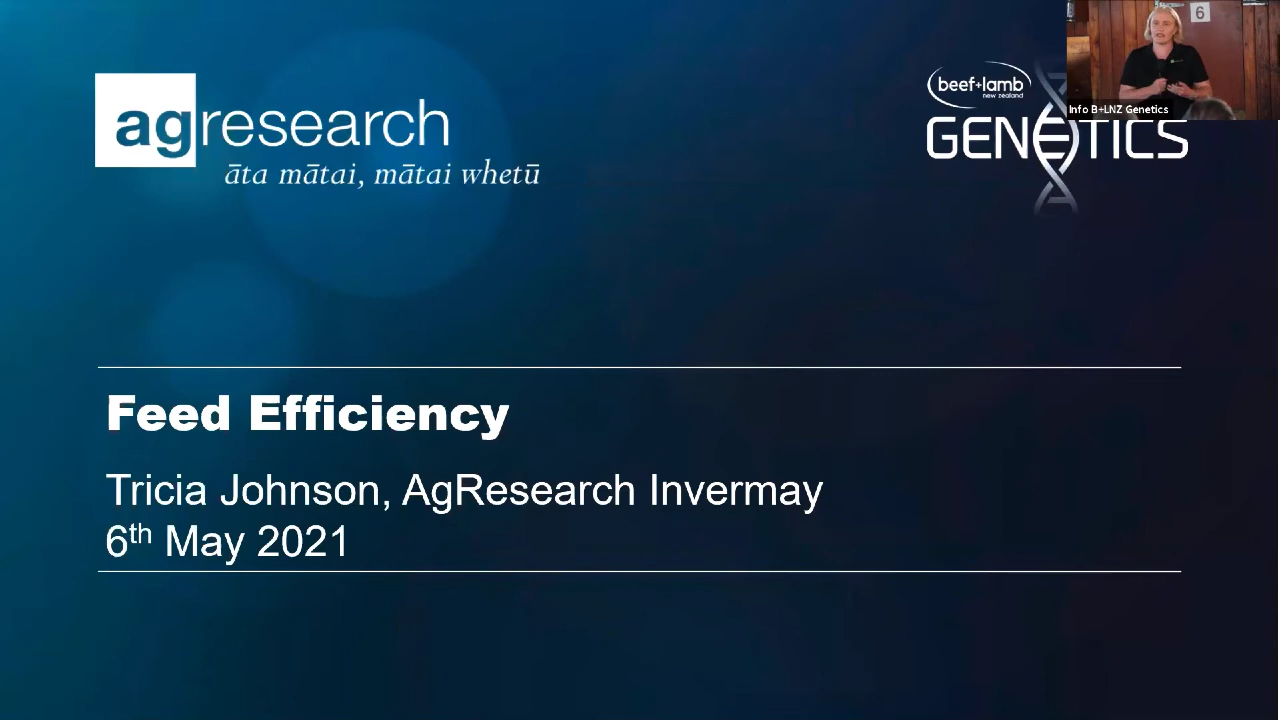 agresearch
āta mātai, mātai whetū
beef+lamb
new zealand
GENETICS
6
Info B+LNZ Genetics
Feed Efficiency
Tricia Johnson, AgResearch Invermay
6th May 2021